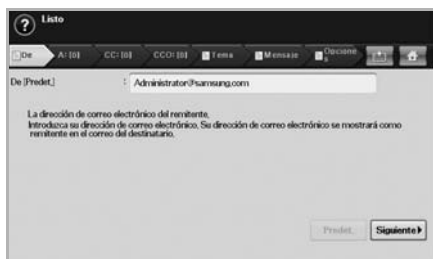 ? Listo
De A: [0] CC: [0] CCO: [0] Tema Mensaje Opciones
De [Predet.] : Administrator@samsung.com
La dirección de correo electrónico del remitente.
Introduzca su dirección de correo electrónico. Su dirección de correo electrónico se mostrará como
remitente en el correo del destinatario.
Predet. Siguiente